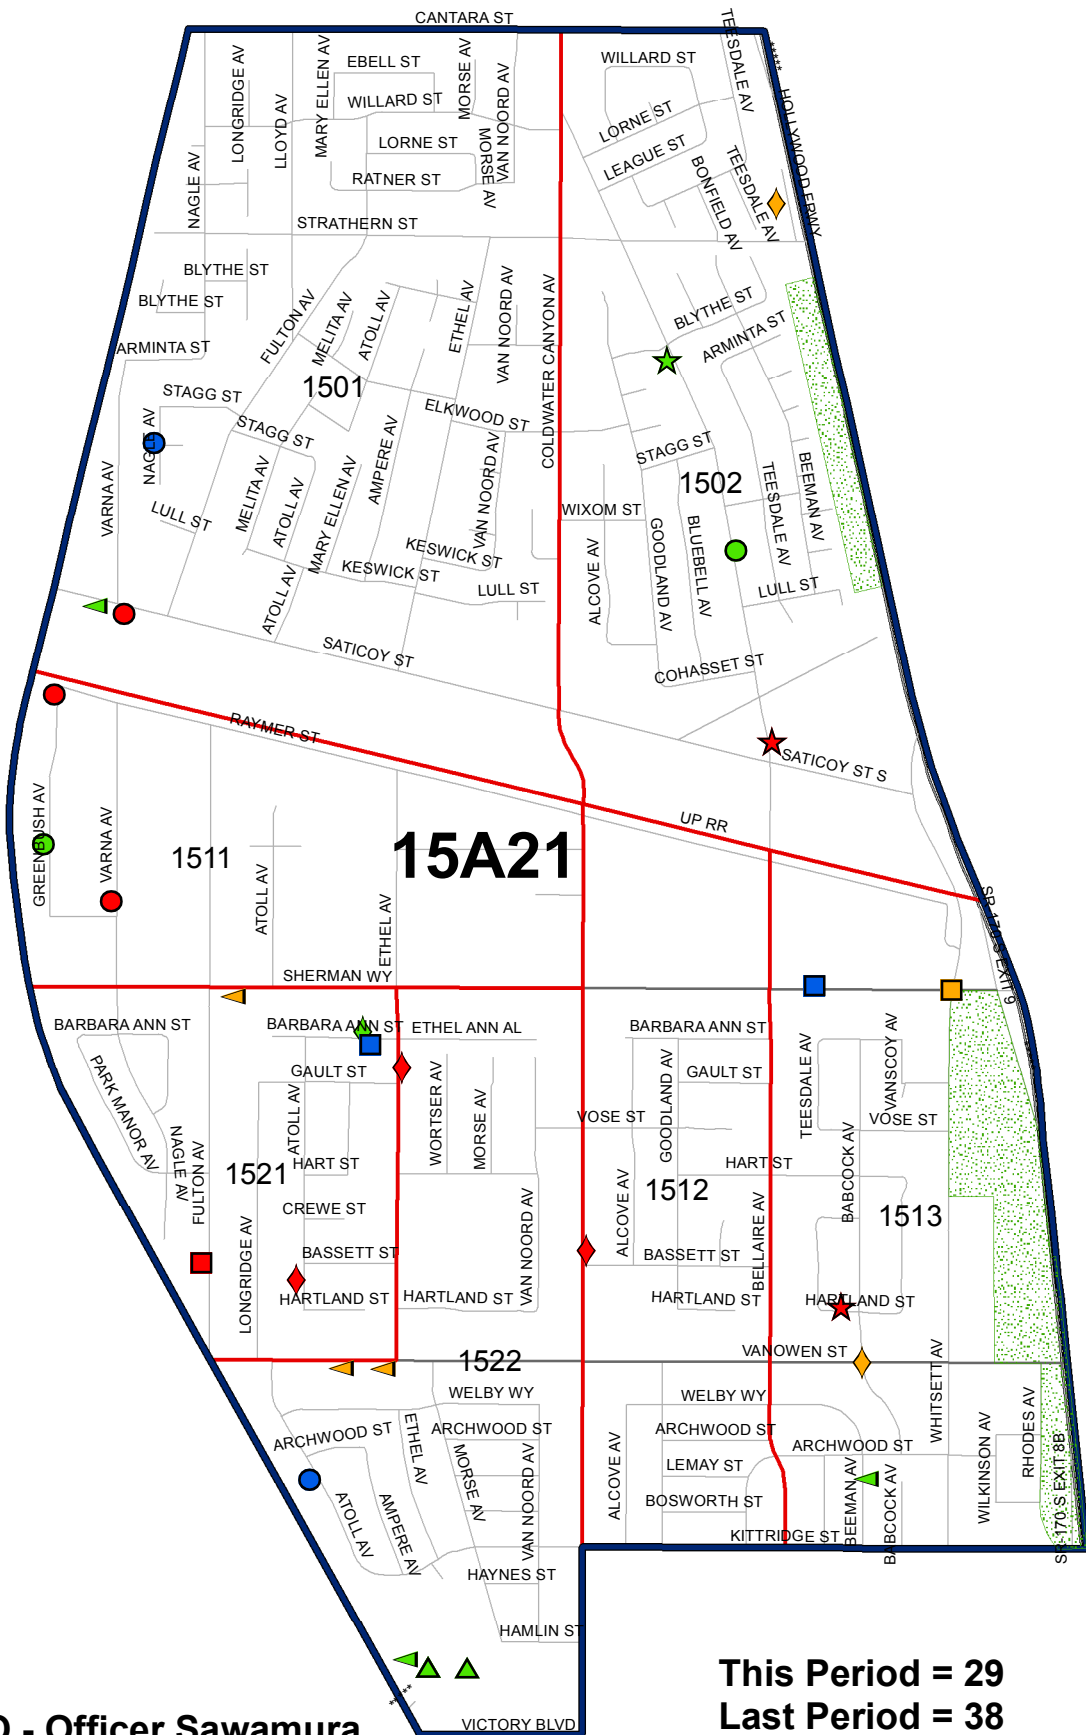 CANTARA ST
TEESDALE AV
HOLLYWOOD FRWY
LONGRIDGE AV
LLOYD AV
MARY ELLEN AV
EBELL ST
MORSE AV
VAN NOORD AV
WILLARD ST
WILLARD ST
LORNE ST
LORNE ST
LEAGUE ST
RATNER ST
MORSE AV
NAGLE AV
BONFIELD AV
TEESDALE AV
STRATHERN ST
BLYTHE ST
BLYTHE ST
BLYTHE ST
FULTON AV
MELITA AV
ATOLL AV
ETHEL AV
VAN NOORD AV
COLDWATER CANYON AV
ARMINTA ST
ARMINTA ST
1501
STAGG ST
STAGG ST
ELKWOOD ST
STAGG ST
NAGLE AV
VARNA AV
LULL ST
MELITA AV
ATOLL AV
MARY ELLEN AV
AMPERE AV
VAN NOORD AV
1502
TEESDALE AV
BEEMAN AV
WIXOM ST
GOODLAND AV
BLUEBELL AV
ALCOVE AV
KESWICK ST
KESWICK ST
LULL ST
LULL ST
ATOLL AV
SATICOY ST
COHASSET ST
SATICOY ST S
RAYMER ST
UP RR
GREENBUSH AV
VARNA AV
1511
15A21
ATOLL AV
ETHEL AV
SR 170 S EXIT 9
SHERMAN WY
BARBARA ANN ST
BARBARA ANN ST
ETHEL ANN AL
BARBARA ANN ST
PARK MANOR AV
GAULT ST
GAULT ST
WORTSER AV
MORSE AV
VOSE ST
GOODLAND AV
TEESDALE AV
VANSCOY AV
VOSE ST
NAGLE AV
FULTON AV
ATOLL AV
HART ST
HART ST
1521
1512
1513
BABCOCK AV
CREWE ST
ALCOVE AV
BELLAIRE AV
LONGRIDGE AV
BASSETT ST
BASSETT ST
VAN NOORD AV
HARTLAND ST
HARTLAND ST
HARTLAND ST
HARTLAND ST
VANOWEN ST
1522
WHITSETT AV
WELBY WY
WELBY WY
ARCHWOOD ST
ARCHWOOD ST
ARCHWOOD ST
ARCHWOOD ST
ETHEL AV
MORSE AV
VAN NOORD AV
ALCOVE AV
LEMAY ST
BOSWORTH ST
KITTRIDGE ST
BEEMAN AV
BABCOCK AV
WILKINSON AV
RHODES AV
SR 170 S EXIT 8B
ATOLL AV
AMPERE AV
HAYNES ST
HAMLIN ST
VICTORY BLVD
This Period = 29
Last Period = 38
- Officer Sawamura